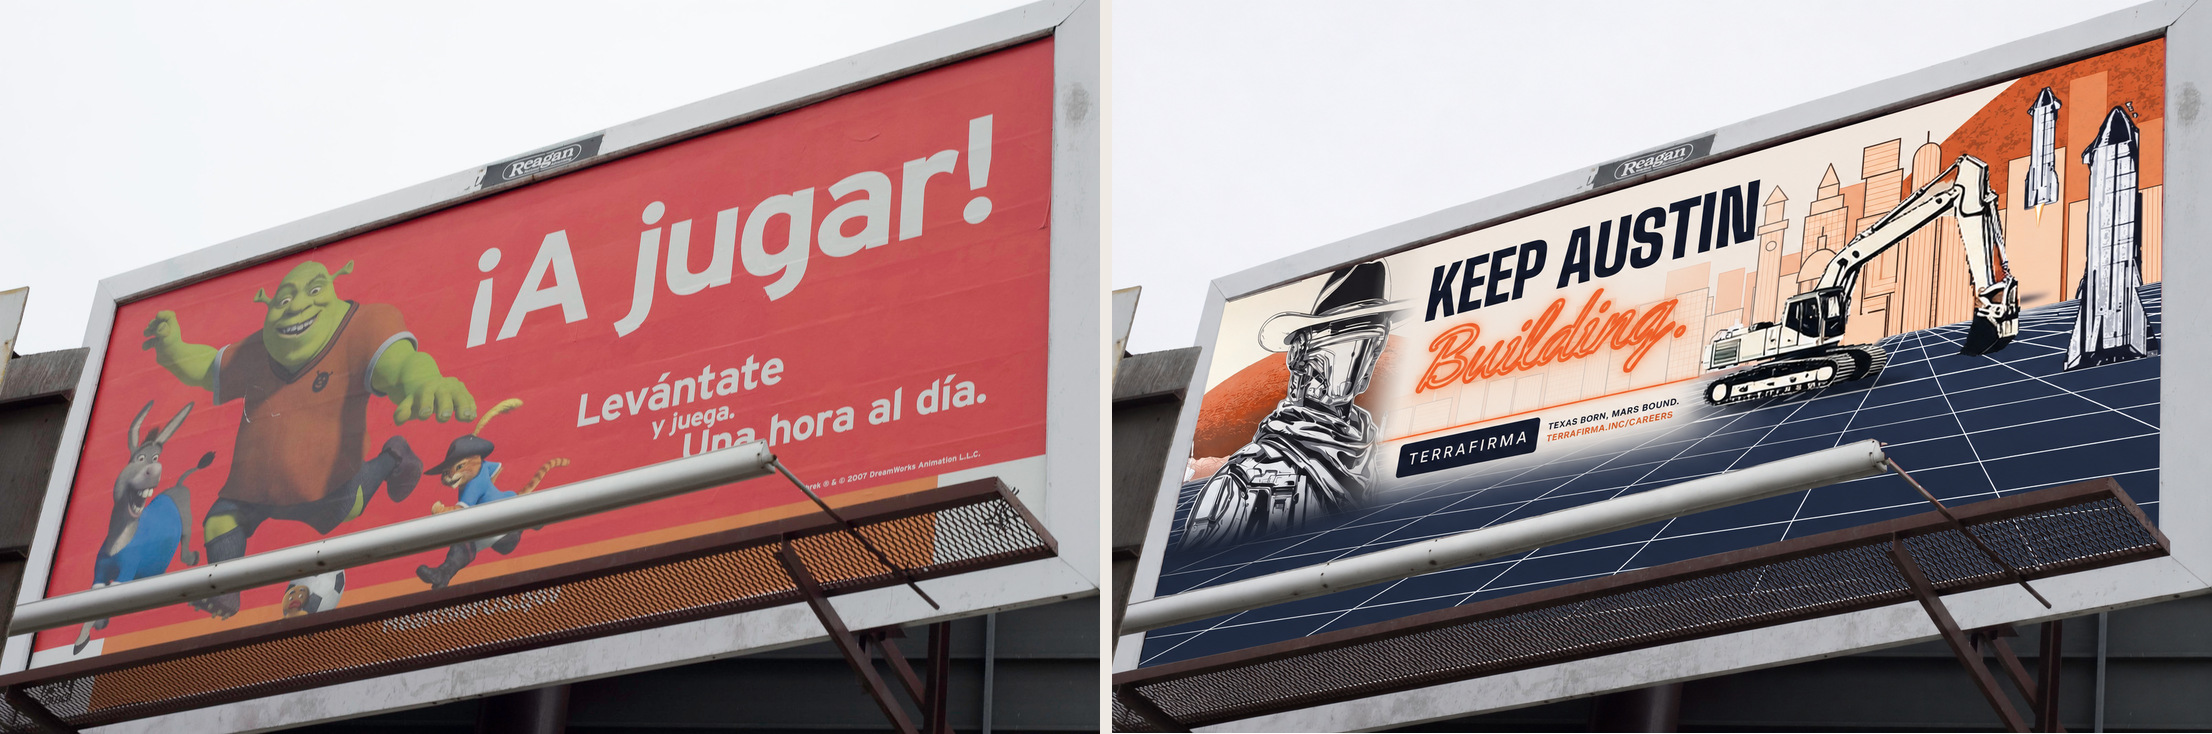 Reagan
¡A jugar!
Levántate
y juega.
Una hora al día.
Shrek ® & © 2007 DreamWorks Animation L.L.C.
Reagan
KEEP AUSTIN
Building.
TERRAFIRMA
TEXAS BORN, MARS BOUND.
TERRAFIRMA.INC/CAREERS